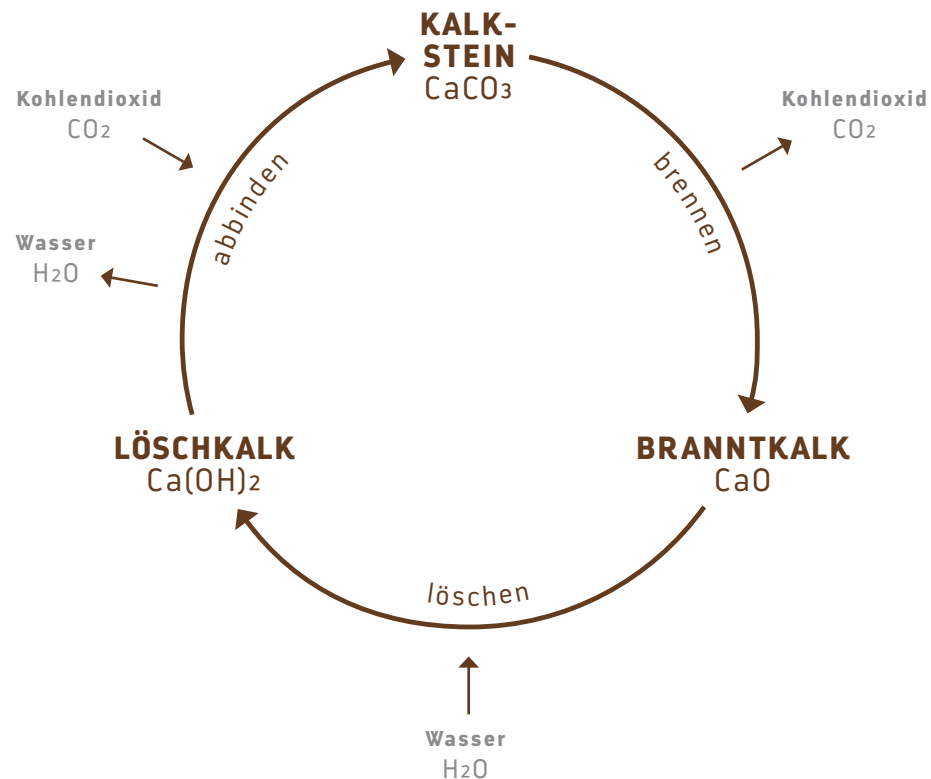 KALK-
STEIN
CaCO3
Kohlendioxid
CO2
Kohlendioxid
CO2
abbinden
brennen
Wasser
H2O
LÖSCHKALK
Ca(OH)2
BRANNTKALK
CaO
löschen
Wasser
H2O